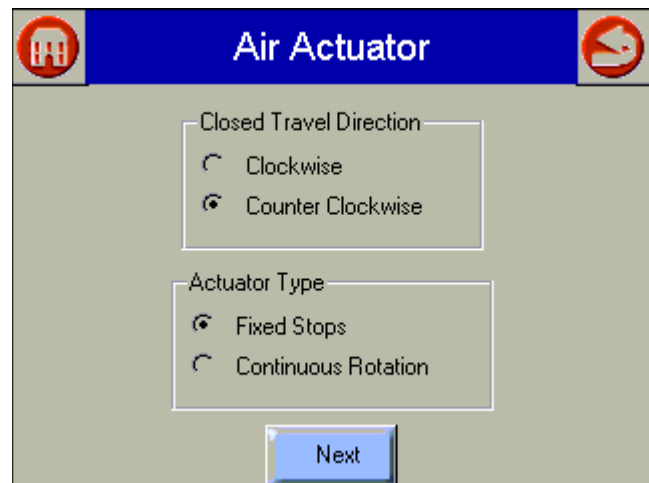 Air Actuator
Closed Travel Direction
Clockwise
Counter Clockwise
Actuator Type
Fixed Stops
Continuous Rotation
Next